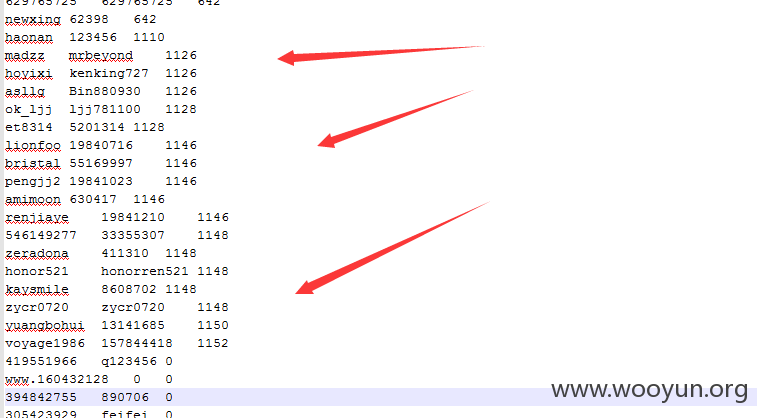 629765725 629765725 642
newxing 62398 642
haonan 123456 1110
madzz mrbeyond 1126
hoyixi kenking727 1126
asllg Bin880930 1126
ok_ljj ljj781100 1128
et8314 5201314 1128
lionfoo 19840716 1146
bristal 55169997 1146
pengjj2 19841023 1146
amimoon 630417 1146
renjiaye 19841210 1146
546149277 33355307 1148
zeradona 411310 1148
honor521 honorren521 1148
kaysmile 8608702 1148
zycr0720 zycr0720 1148
yuangbohui 13141685 1150
voyage1986 157844418 1152
419551966 q123456 0
www.160432128 0 0
394842755 890706 0
305423929 feifei 0
www.wooyun.org